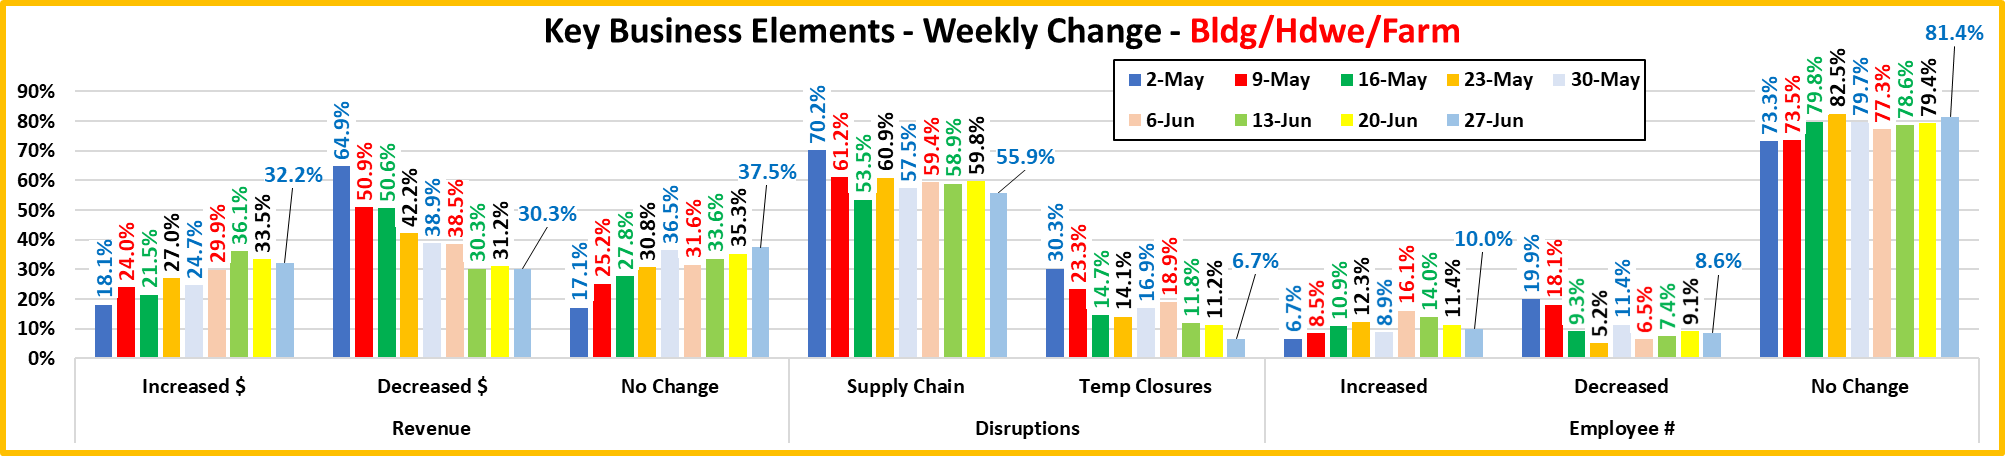 Key Business Elements - Weekly Change - Bldg/Hdwe/Farm
2-May 9-May 16-May 23-May 30-May
6-Jun 13-Jun 20-Jun 27-Jun
90%
80%
70%
60%
50%
40%
30%
20%
10%
0%
18.1% 24.0% 21.5% 27.0% 24.7% 29.9% 36.1% 33.5% 32.2%
64.9% 50.9% 50.6% 42.2% 38.9% 38.5% 30.3% 31.2% 30.3%
17.1% 25.2% 27.8% 30.8% 36.5% 31.6% 33.6% 35.3% 37.5%
70.2% 61.2% 53.5% 60.9% 57.5% 59.4% 58.9% 59.8% 55.9%
30.3% 23.3% 14.7% 14.1% 16.9% 18.9% 11.8% 11.2% 6.7%
6.7% 8.5% 10.9% 12.3% 8.9% 16.1% 14.0% 11.4% 10.0%
19.9% 18.1% 9.3% 5.2% 11.4% 6.5% 7.4% 9.1% 8.6%
73.3% 73.5% 79.8% 82.5% 79.7% 77.3% 78.6% 79.4% 81.4%
Increased $ Decreased $ No Change Supply Chain Temp Closures Increased Decreased No Change
Revenue Disruptions Employee #